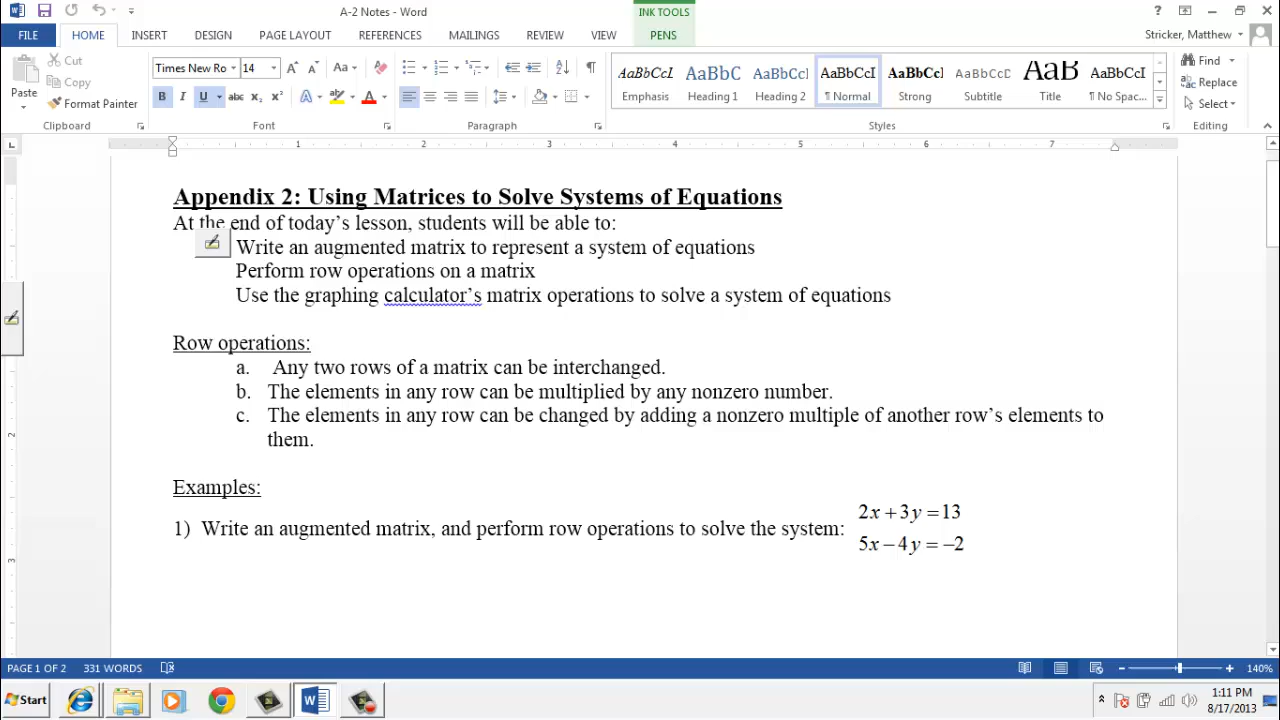 A-2 Notes - Word
INK TOOLS
FILE HOME INSERT DESIGN PAGE LAYOUT REFERENCES MAILINGS REVIEW VIEW PENS
Stricker, Matthew
Paste
Cut
Copy
Format Painter
Times New Ro 14
AaBbCcI Emphasis
AaBbC Heading 1
AaBbCcI Heading 2
AaBbCcI ¶ Normal
AaBbCc Strong
AaBbCcD Subtitle
AaB Title
AaBbCcI ¶ No Spac...
Find
Replace
Select
Clipboard Font Paragraph Styles Editing
1 2 3 4 5 6 7
Appendix 2: Using Matrices to Solve Systems of Equations
At the end of today's lesson, students will be able to:
Write an augmented matrix to represent a system of equations
Perform row operations on a matrix
Use the graphing calculator's matrix operations to solve a system of equations
Row operations:
a. Any two rows of a matrix can be interchanged.
b. The elements in any row can be multiplied by any nonzero number.
c. The elements in any row can be changed by adding a nonzero multiple of another row's elements to
them.
Examples:
1) Write an augmented matrix, and perform row operations to solve the system:
2x + 3y = 13
5x − 4y = −2
PAGE 1 OF 2 331 WORDS
140%
Start
1:11 PM
8/17/2013